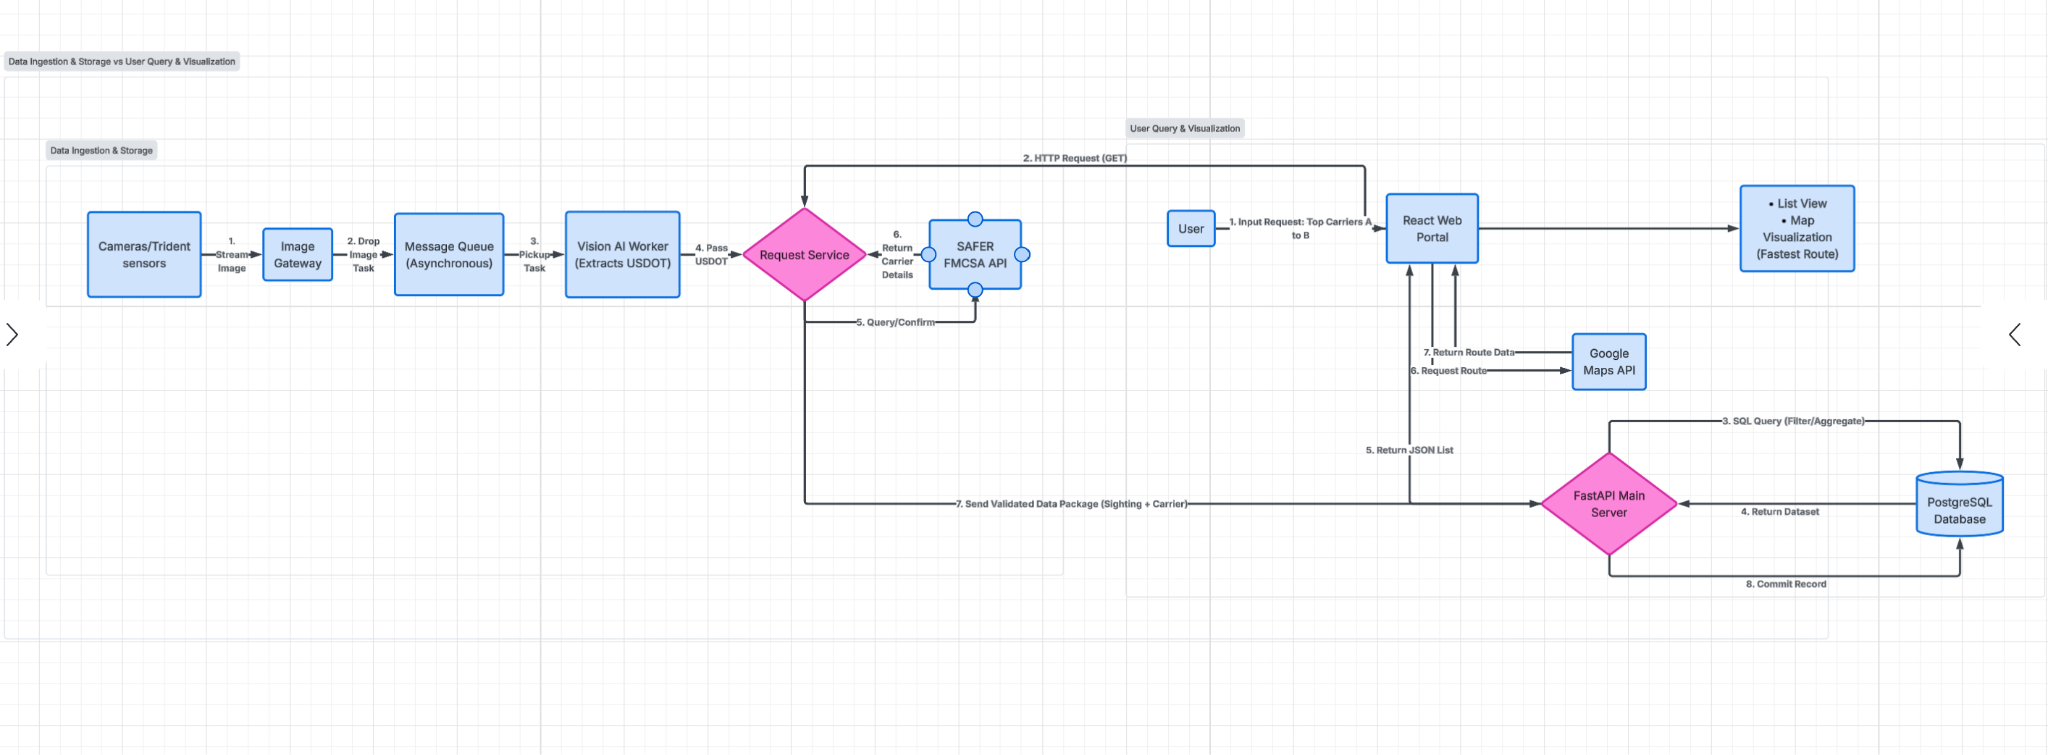 Data Ingestion & Storage vs User Query & Visualization
User Query & Visualization
Data Ingestion & Storage
2. HTTP Request (GET)
Cameras/Trident
sensors
1.
Stream
Image
Image
Gateway
2. Drop
Image
Task
Message Queue
(Asynchronous)
3.
Pickup
Task
Vision AI Worker
(Extracts USDOT)
4. Pass
USDOT
Request Service
6.
Return
Carrier
Details
SAFER
FMCSA API
5. Query/Confirm
User
1. Input Request: Top Carriers A
to B
React Web
Portal
• List View
• Map
Visualization
(Fastest Route)
7. Return Route Data
6. Request Route
Google
Maps API
3. SQL Query (Filter/Aggregate)
5. Return JSON List
7. Send Validated Data Package (Sighting + Carrier)
FastAPI Main
Server
4. Return Dataset
PostgreSQL
Database
8. Commit Record